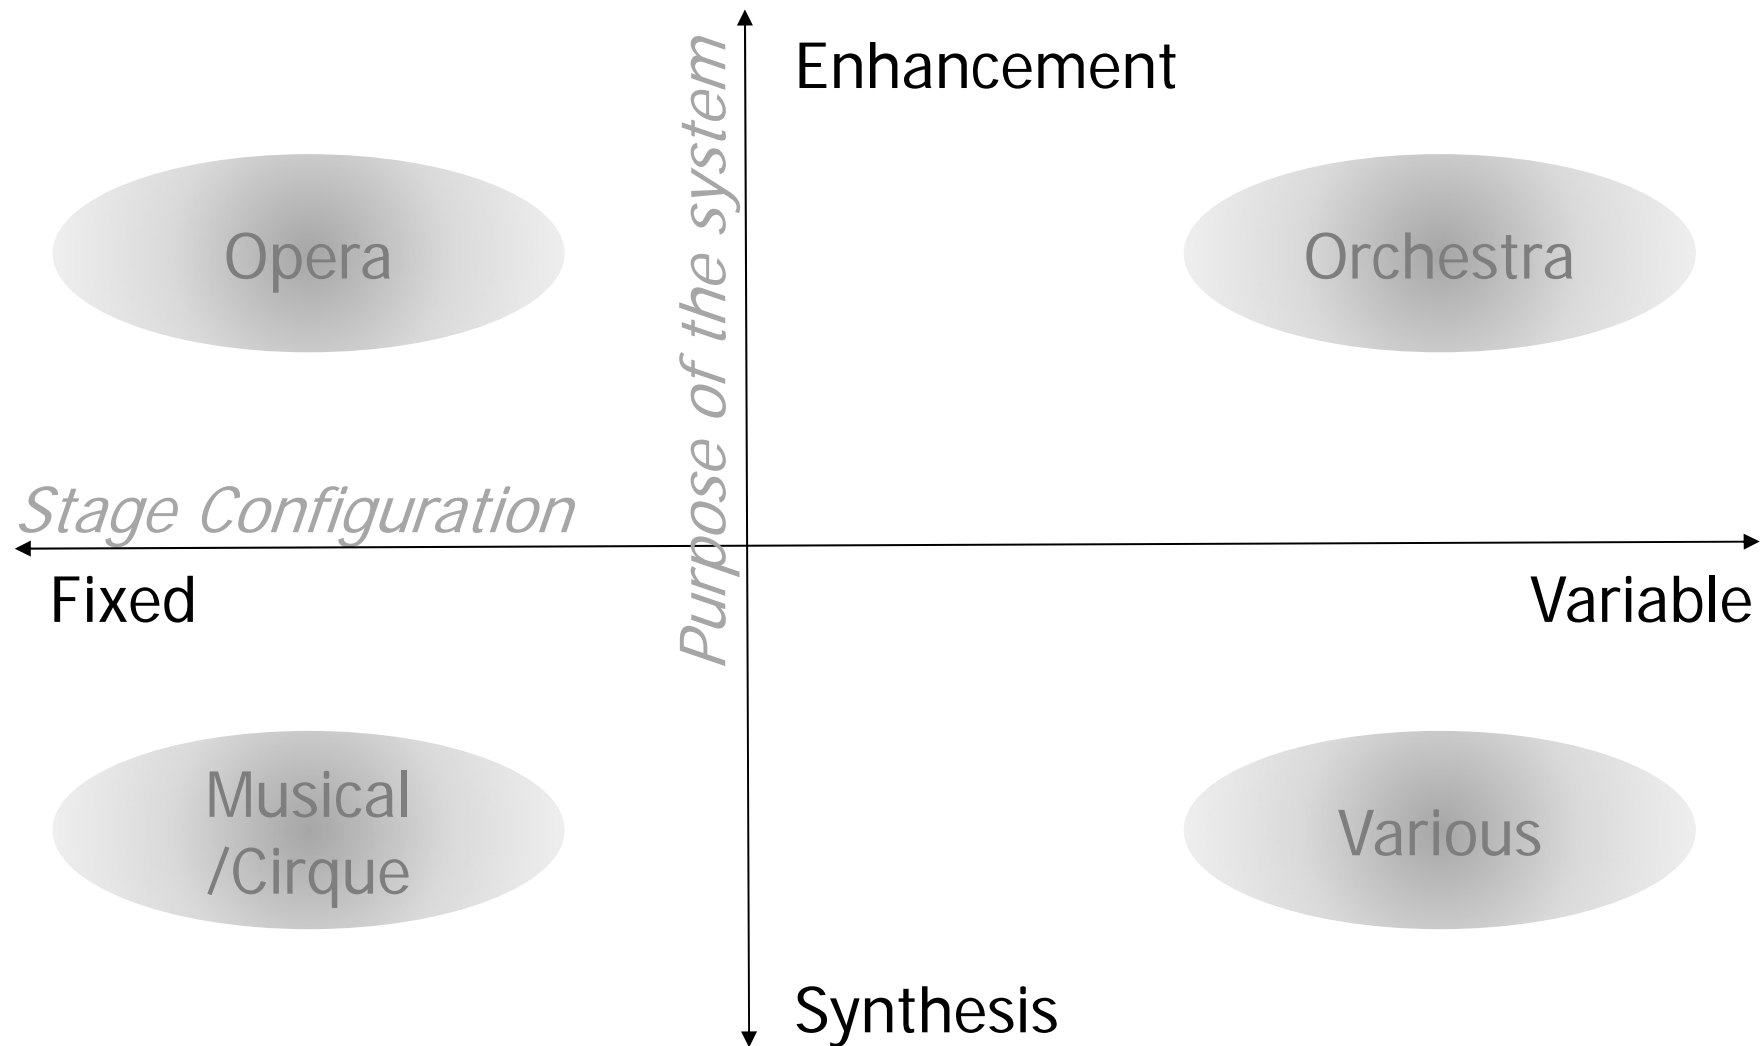 Enhancement
Purpose of the system
Opera
Orchestra
Stage Configuration
Fixed
Variable
Musical
/Cirque
Various
Synthesis